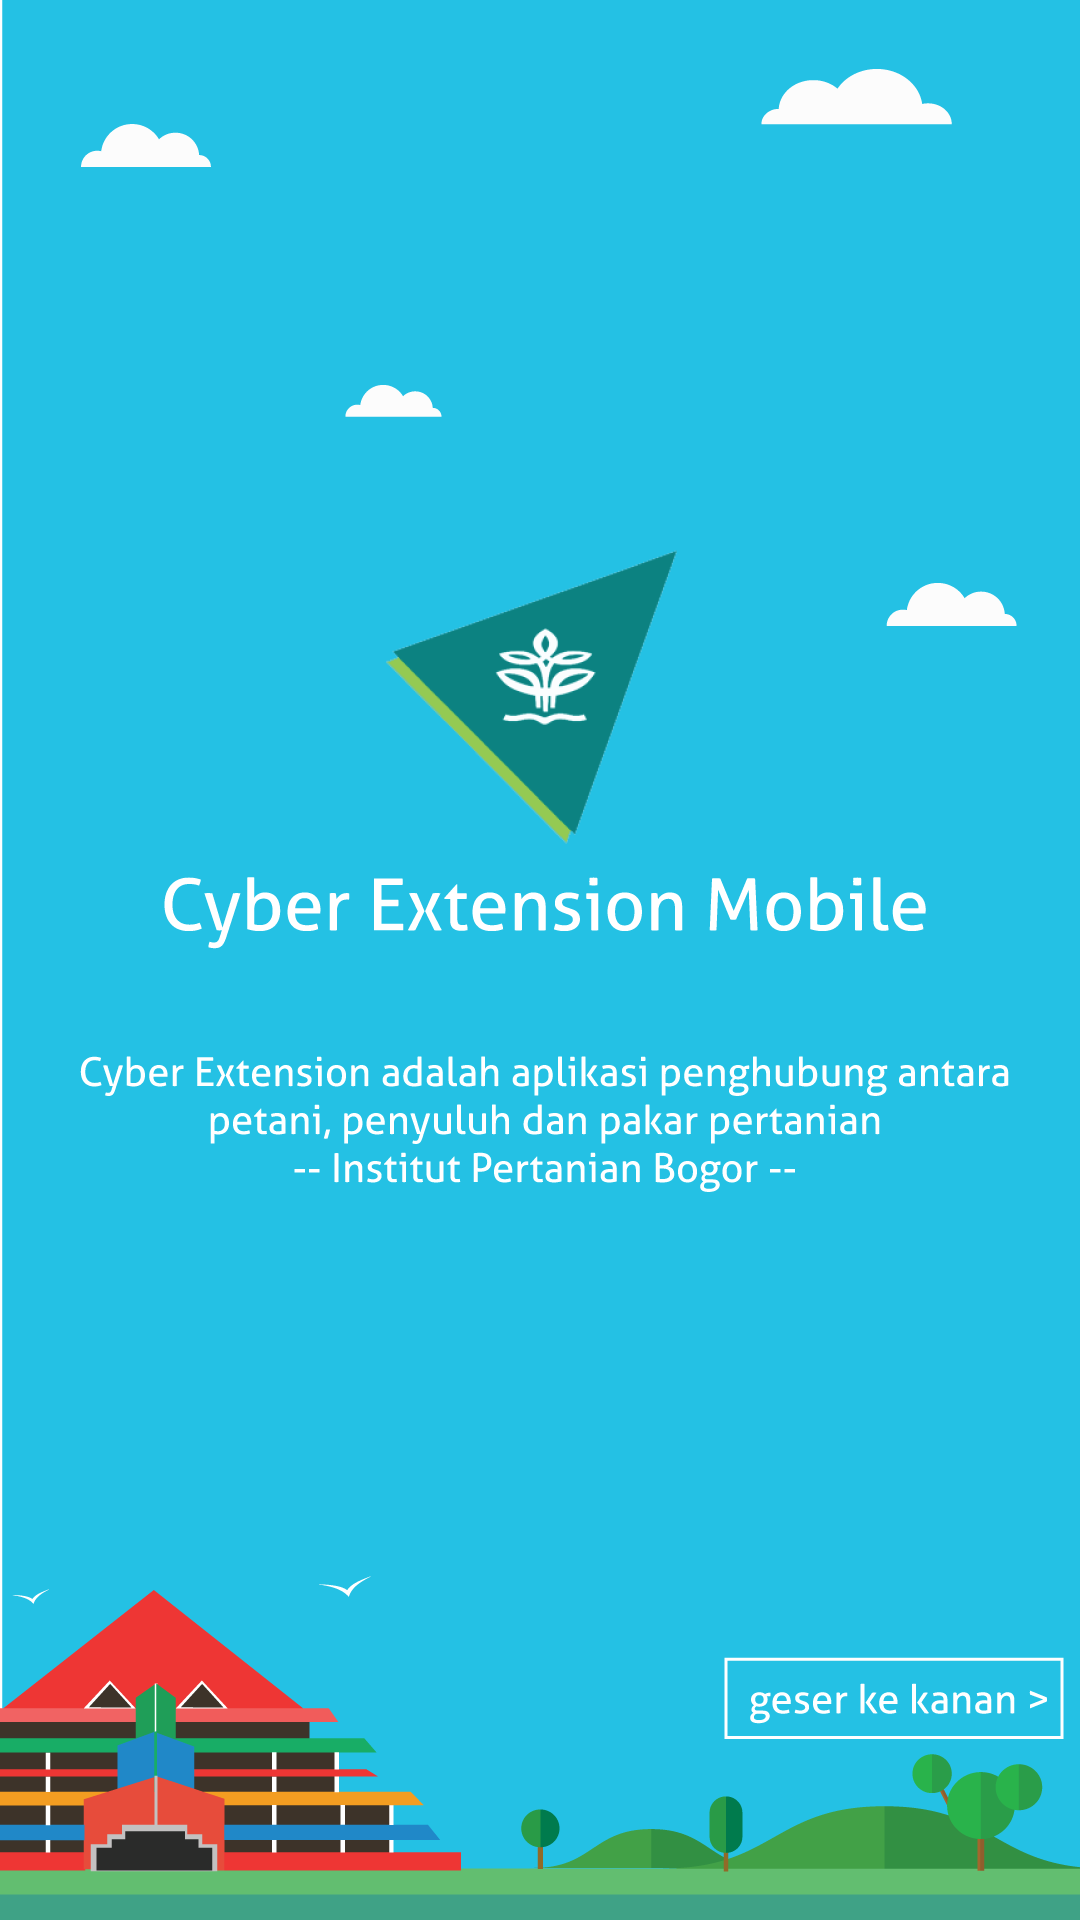 Cyber Extension Mobile
Cyber Extension adalah aplikasi penghubung antara
petani, penyuluh dan pakar pertanian
-- Institut Pertanian Bogor --
geser ke kanan >